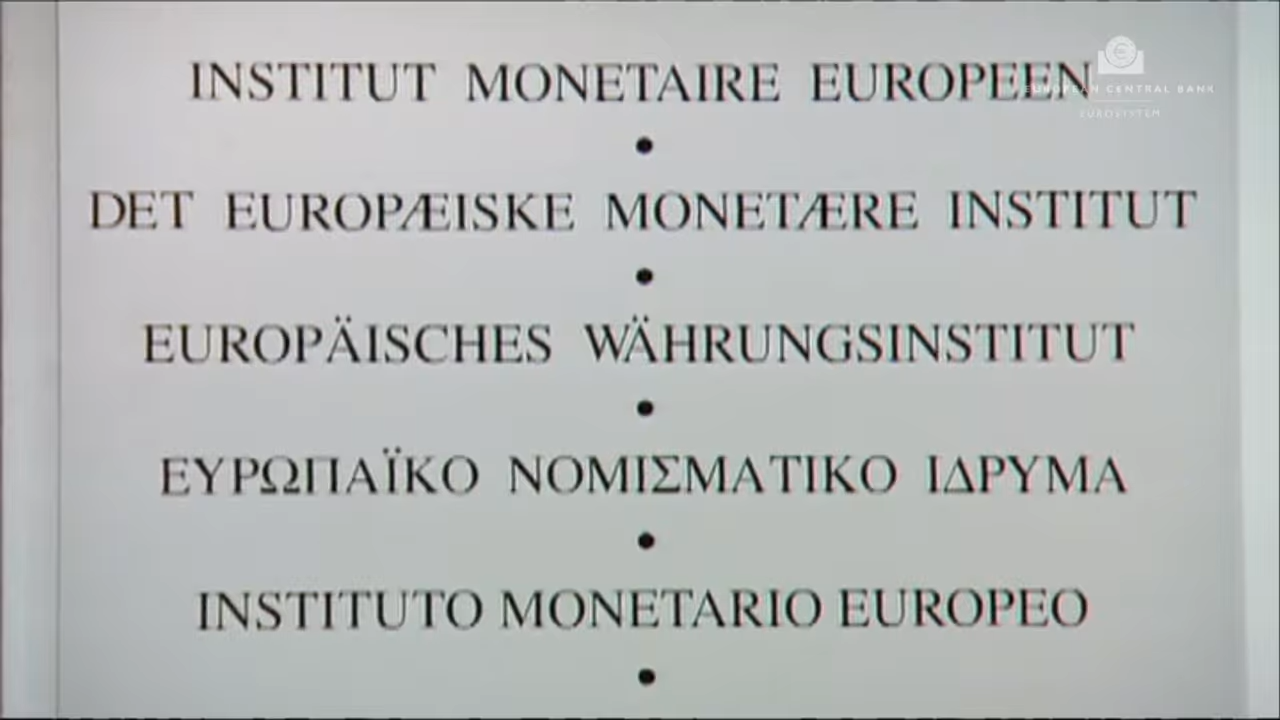 INSTITUT MONETAIRE EUROPEEN
EUROPEAN CENTRAL BANK
EUROSYSTEM
•
DET EUROPÆISKE MONETÆRE INSTITUT
•
EUROPÄISCHES WÄHRUNGSINSTITUT
•
ΕΥΡΩΠΑΪΚΟ ΝΟΜΙΣΜΑΤΙΚΟ ΙΔΡΥΜΑ
•
INSTITUTO MONETARIO EUROPEO
•